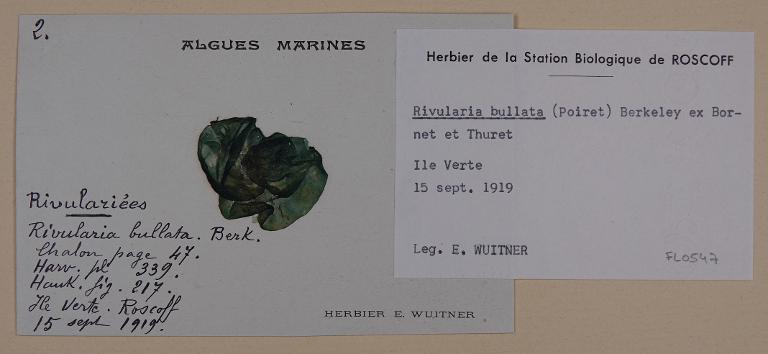 2.
ALGUES MARINES
Rivulariées
Rivularia bullata. Berk.
Chalon page 47.
Harv. pl 339.
Hauk. fig. 217.
Ile Verte. Roscoff
15 sept 1919.
HERBIER E. WUITNER
Herbier de la Station Biologique de ROSCOFF
Rivularia bullata (Poiret) Berkeley ex Bor-
net et Thuret
Ile Verte
15 sept. 1919
Leg. E. WUITNER
FL0547